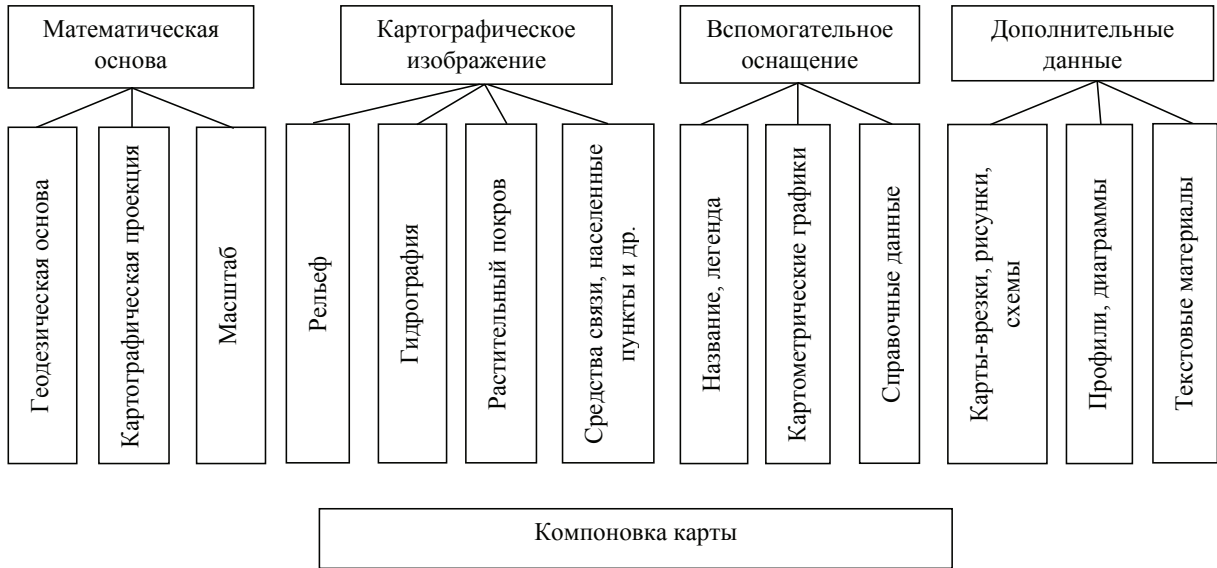 Математическая
основа
Картографическое
изображение
Вспомогательное
оснащение
Дополнительные
данные
Геодезическая основа
Картографическая проекция
Масштаб
Рельеф
Гидрография
Растительный покров
Средства связи, населенные
пункты и др.
Название, легенда
Картометрические графики
Справочные данные
Карты-врезки, рисунки,
схемы
Профили, диаграммы
Текстовые материалы
Компоновка карты